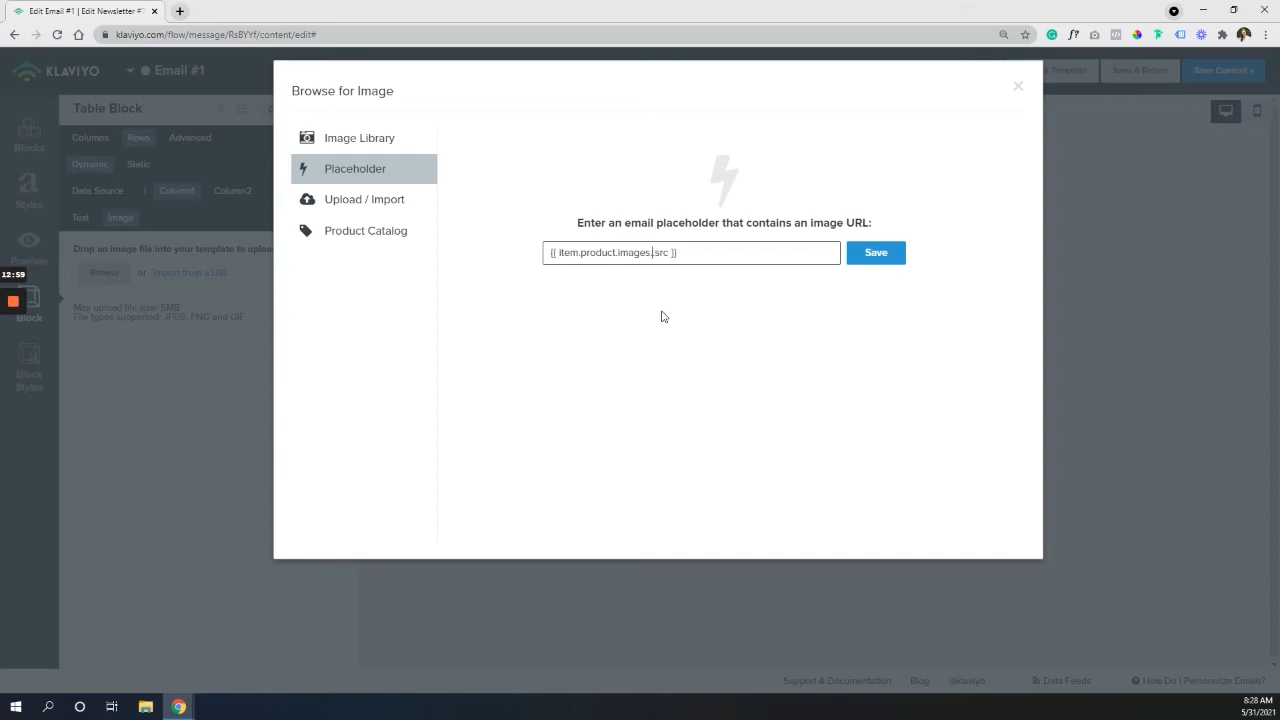 Edit Email #1 | Edit Newsletter #
klaviyo.com/flow/message/RsBYYf/content/edit#
KLAVIYO
Email #1
Template
Save & Return
Save Content »
Table Block
?
Columns
Rows
Advanced
Dynamic
Static
Data Source
Column1
Column2
Text
Image
Drop an image file into your template to upload
Browse
or
Import from a URL
Max upload file size: 5MB
File types supported: JPEG, PNG and GIF
Blocks
Styles
Preview
12:59
Block
Block
Styles
Browse for Image
×
Image Library
Placeholder
Upload / Import
Product Catalog
Enter an email placeholder that contains an image URL:
{{ item.product.images.src }}
Save
Support & Documentation
Blog
@klaviyo
Data Feeds
How Do I Personalize Emails?
8:28 AM
5/31/2021